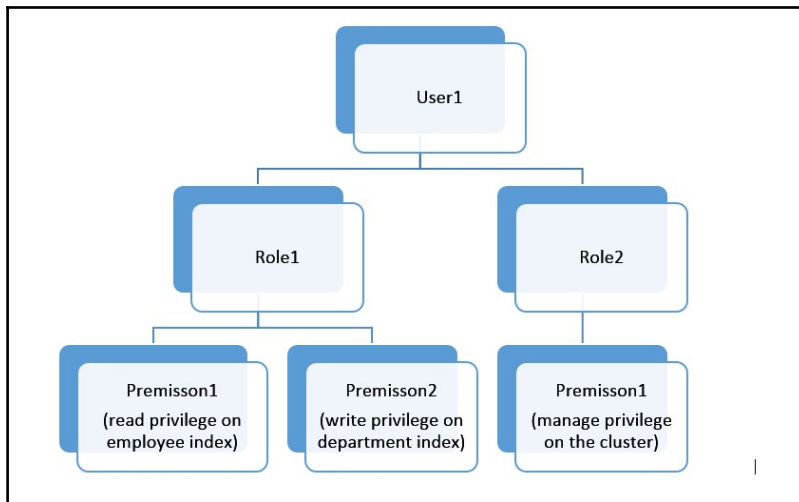 User1
Role1
Role2
Premisson1
(read privilege on
employee index)
Premisson2
(write privilege on
department index)
Premisson1
(manage privilege
on the cluster)